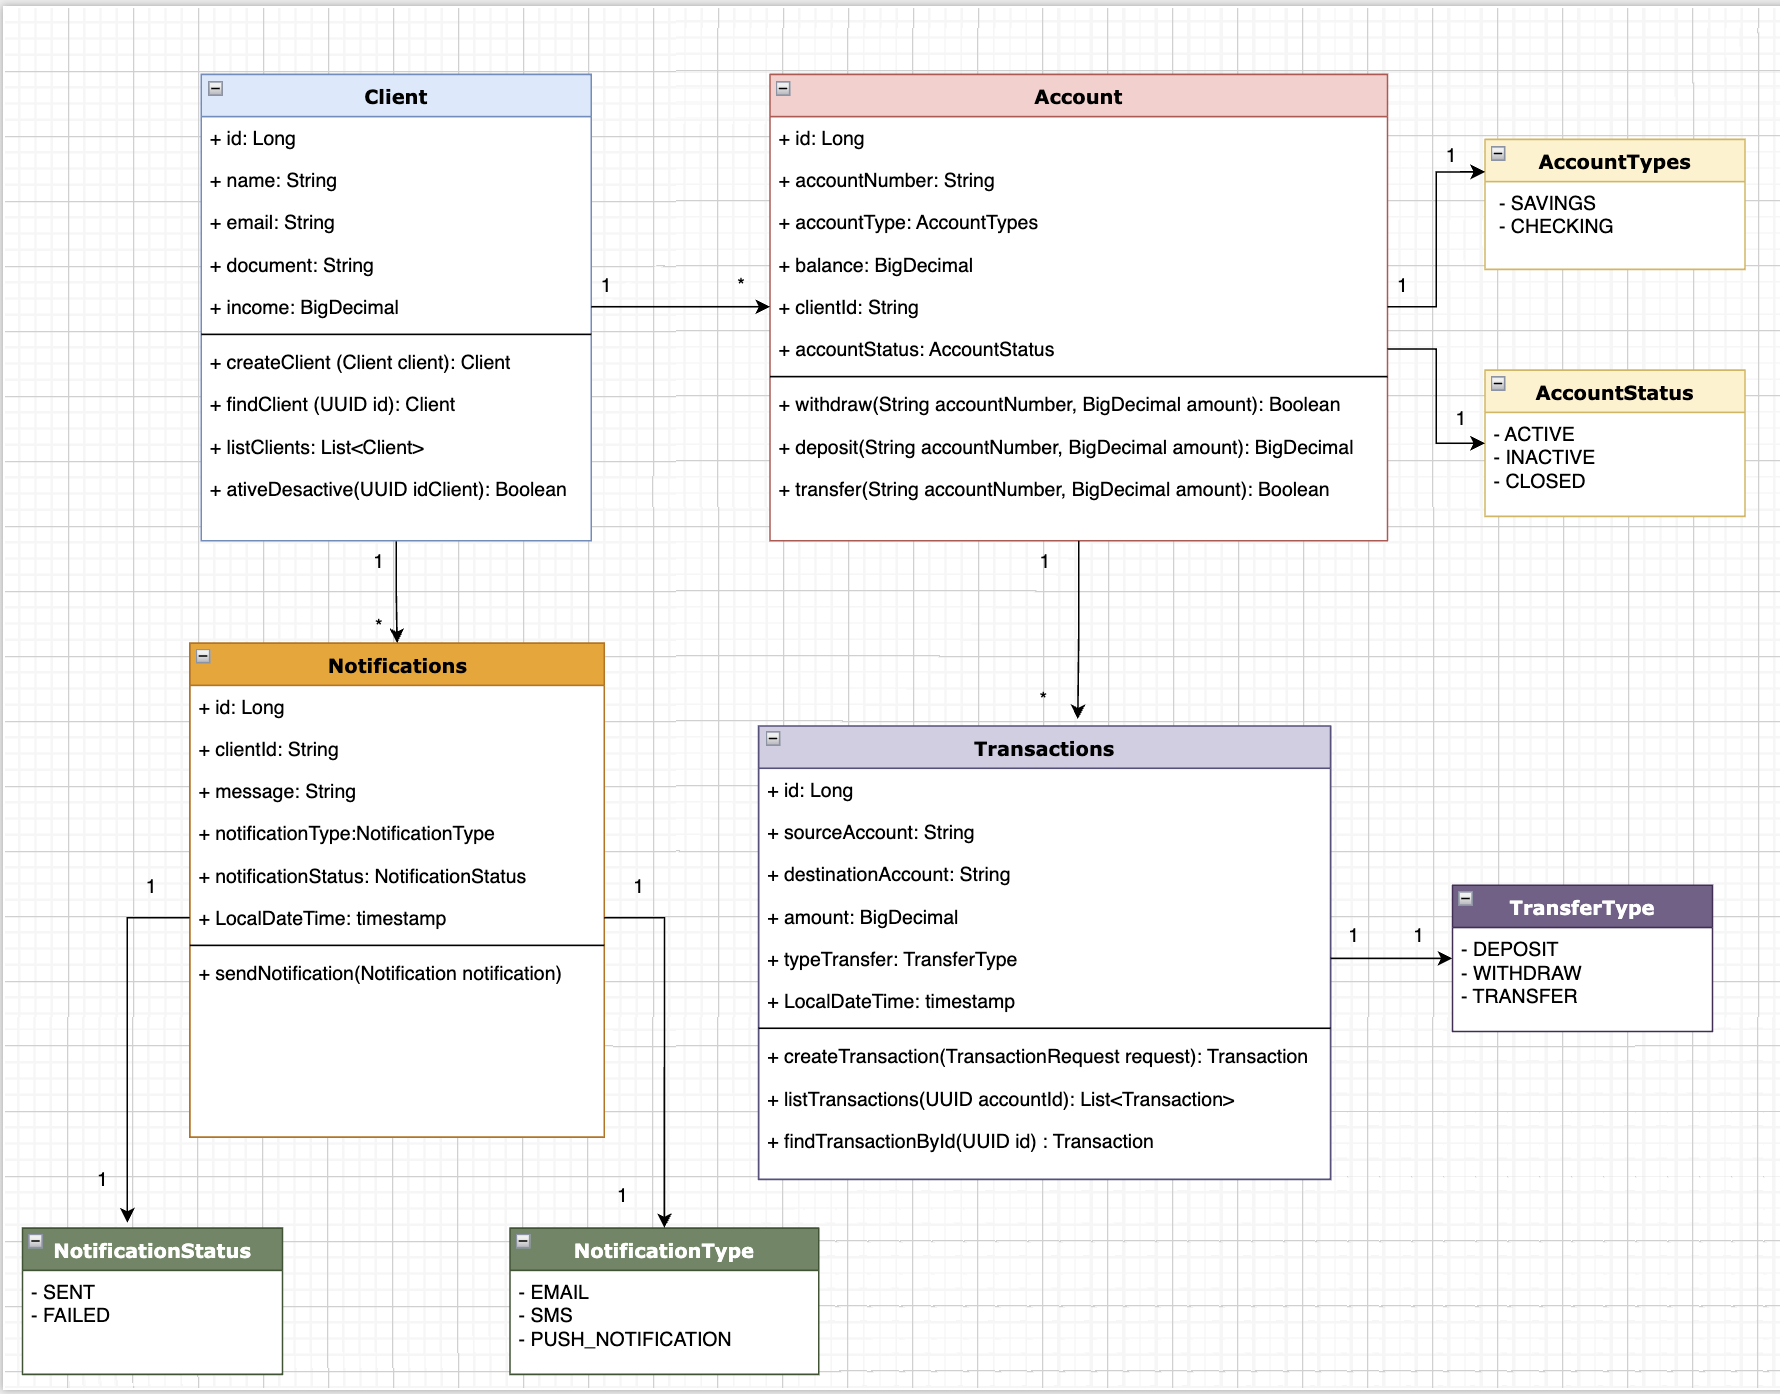 Client
+ id: Long
+ name: String
+ email: String
+ document: String
+ income: BigDecimal
+ createClient (Client client): Client
+ findClient (UUID id): Client
+ listClients: List<Client>
+ ativeDesactive(UUID idClient): Boolean
1
*
Account
+ id: Long
+ accountNumber: String
+ accountType: AccountTypes
+ balance: BigDecimal
+ clientId: String
+ accountStatus: AccountStatus
+ withdraw(String accountNumber, BigDecimal amount): Boolean
+ deposit(String accountNumber, BigDecimal amount): BigDecimal
+ transfer(String accountNumber, BigDecimal amount): Boolean
1
1
AccountTypes
- SAVINGS
- CHECKING
1
AccountStatus
- ACTIVE
- INACTIVE
- CLOSED
1
*
Notifications
+ id: Long
+ clientId: String
+ message: String
+ notificationType:NotificationType
+ notificationStatus: NotificationStatus
+ LocalDateTime: timestamp
+ sendNotification(Notification notification)
1
1
1
*
Transactions
+ id: Long
+ sourceAccount: String
+ destinationAccount: String
+ amount: BigDecimal
+ typeTransfer: TransferType
+ LocalDateTime: timestamp
+ createTransaction(TransactionRequest request): Transaction
+ listTransactions(UUID accountId): List<Transaction>
+ findTransactionById(UUID id) : Transaction
1
1
TransferType
- DEPOSIT
- WITHDRAW
- TRANSFER
1
NotificationStatus
- SENT
- FAILED
1
NotificationType
- EMAIL
- SMS
- PUSH_NOTIFICATION